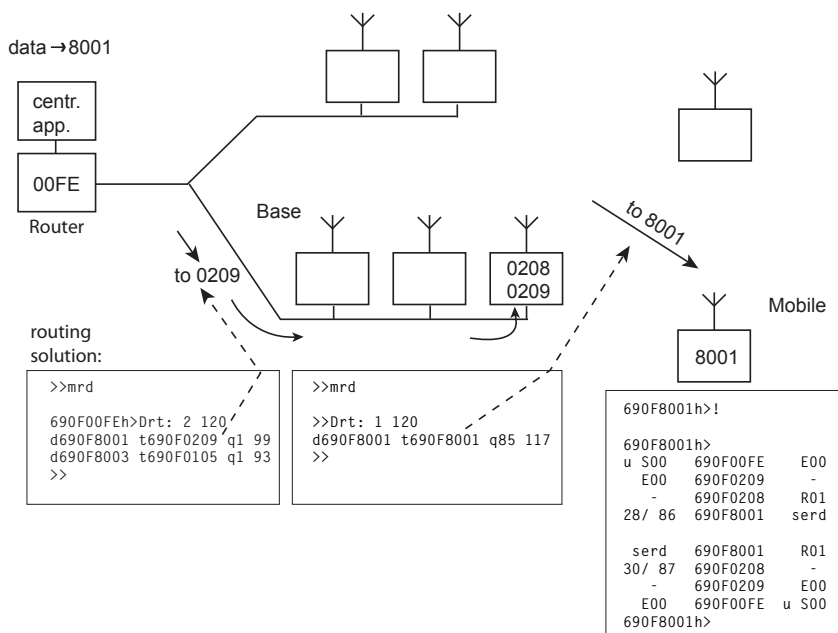 data→8001
centr.
app.
00FE
Router
Base
to 0209
0208
0209
to 8001
Mobile
8001
routing
solution:
>>mrd
690F00FEh>Drt: 2 120
d690F8001 t690F0209 q1 99
d690F8003 t690F0105 q1 93
>>
>>mrd
>>Drt: 1 120
d690F8001 t690F8001 q85 117
>>
690F8001h>!
690F8001h>
u S00 690F00FE E00
E00 690F0209 -
- 690F0208 R01
28/ 86 690F8001 serd
serd 690F8001 R01
30/ 87 690F0208 -
- 690F0209 E00
E00 690F00FE u S00
690F8001h>